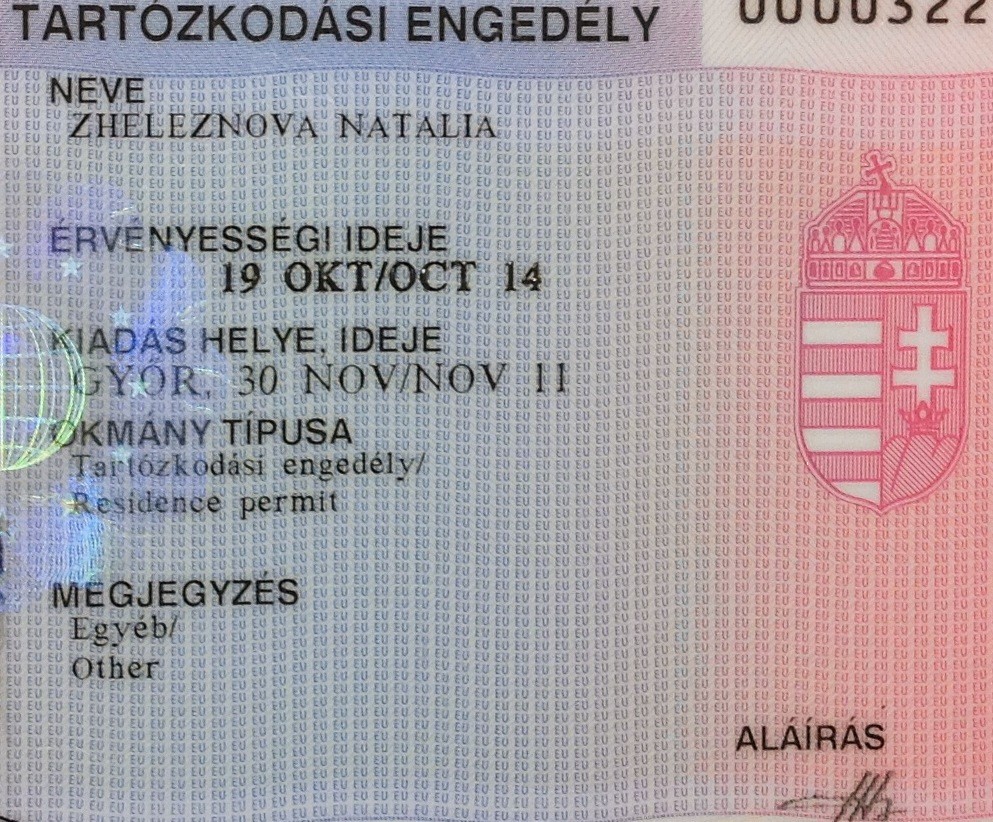 TARTÓZKODÁSI ENGEDÉLY 0000322
NEVE
ZHELEZNOVA NATALIA
ÉRVÉNYESSÉGI IDEJE
19 OKT/OCT 14
KIADÁS HELYE, IDEJE
GYŐR, 30 NOV/NOV 11
OKMÁNY TÍPUSA
Tartózkodási engedély/
Residence permit
MEGJEGYZÉS
Egyéb/
Other
ALÁÍRÁS